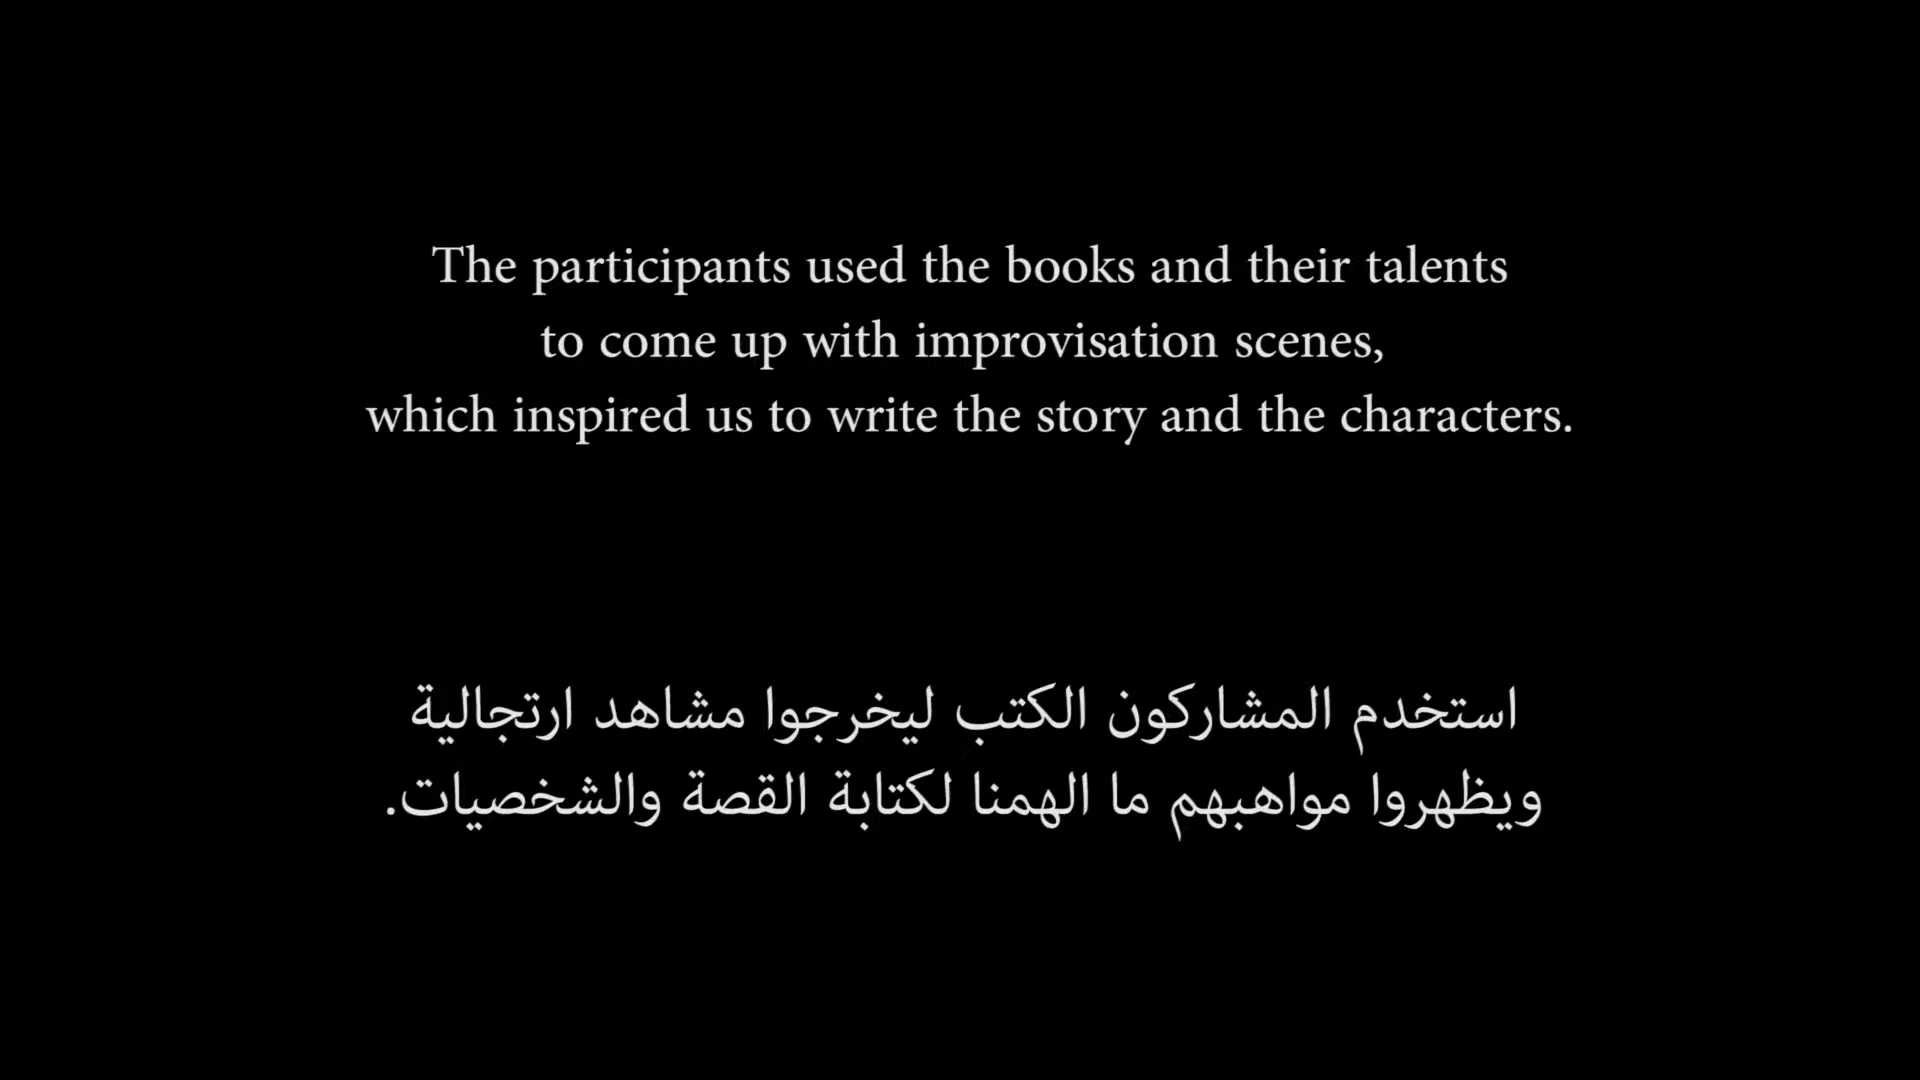 The participants used the books and their talents
to come up with improvisation scenes,
which inspired us to write the story and the characters.
استخدم المشاركون الكتب ليخرجوا مشاهد ارتجالية
ويظهروا مواهبهم ما الهمنا لكتابة القصة والشخصيات.